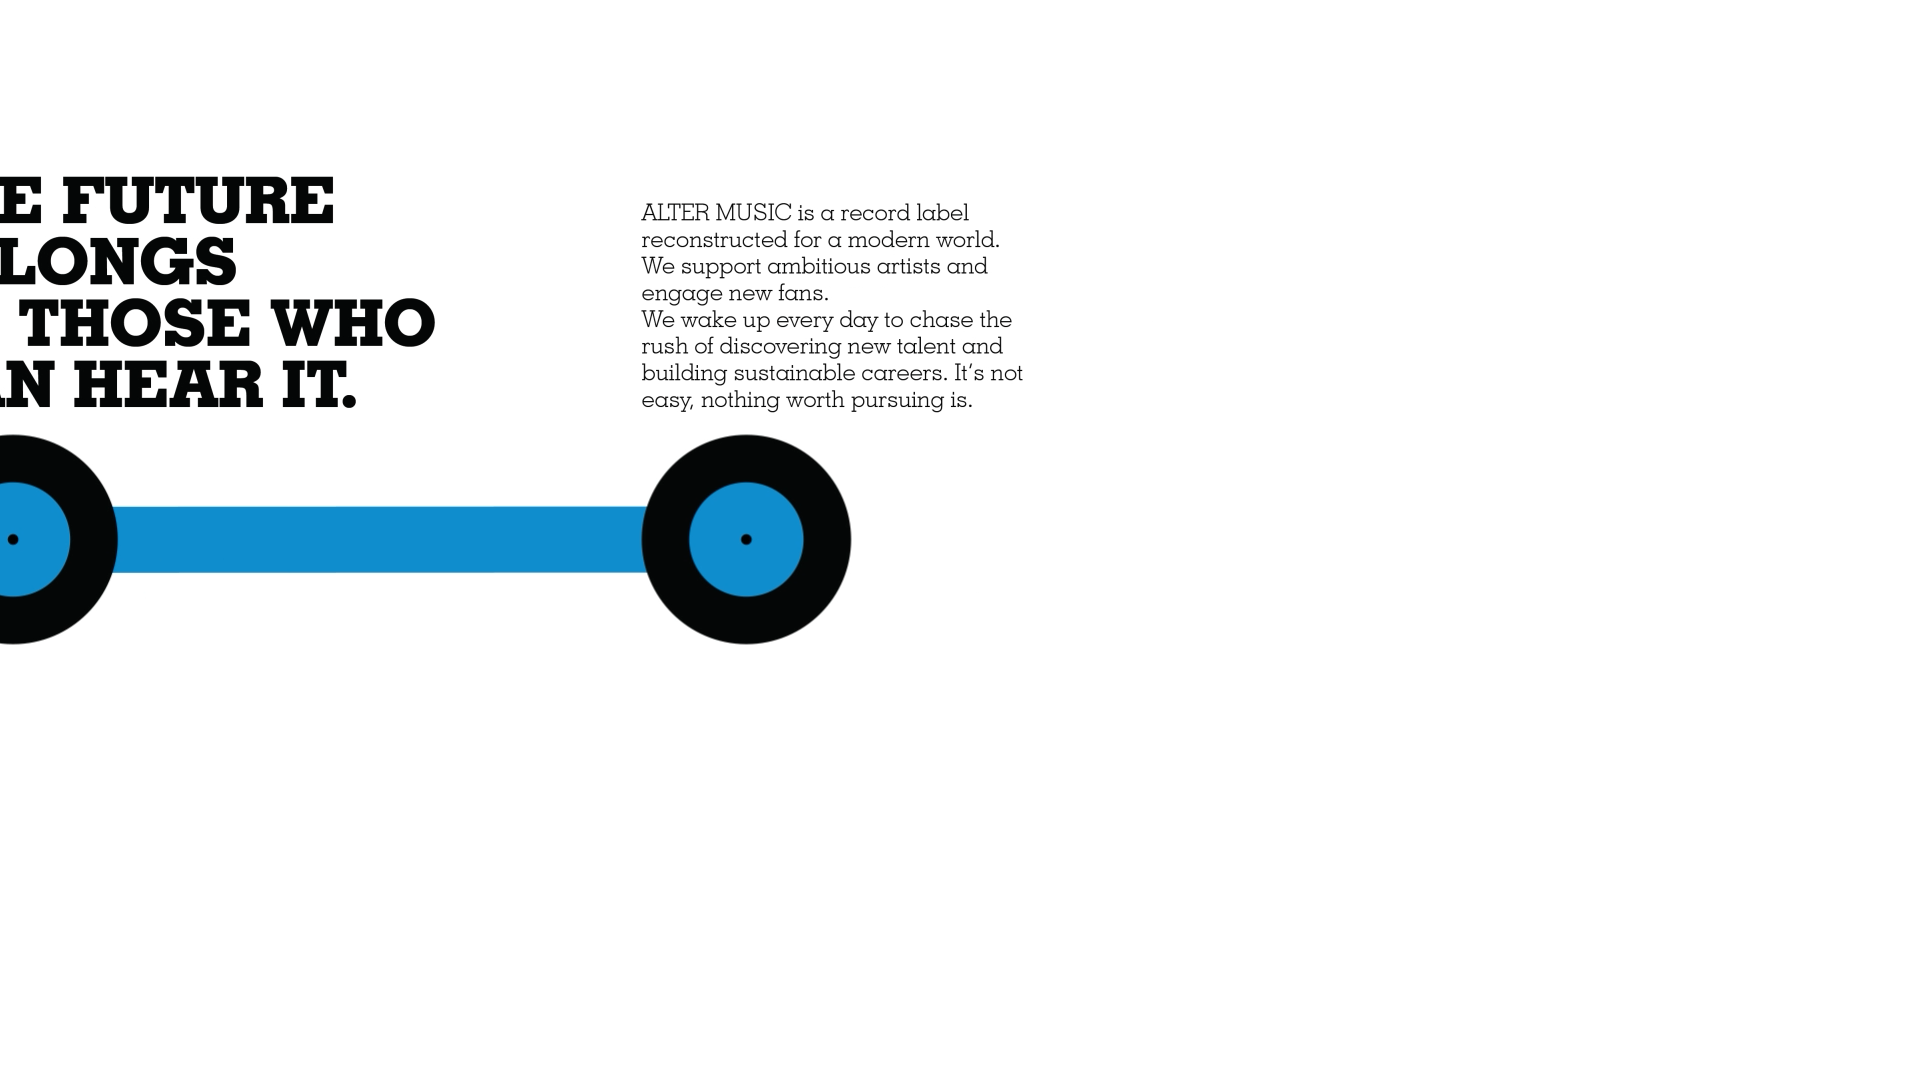 E FUTURE
LONGS
THOSE WHO
N HEAR IT.
ALTER MUSIC is a record label
reconstructed for a modern world.
We support ambitious artists and
engage new fans.
We wake up every day to chase the
rush of discovering new talent and
building sustainable careers. It's not
easy, nothing worth pursuing is.